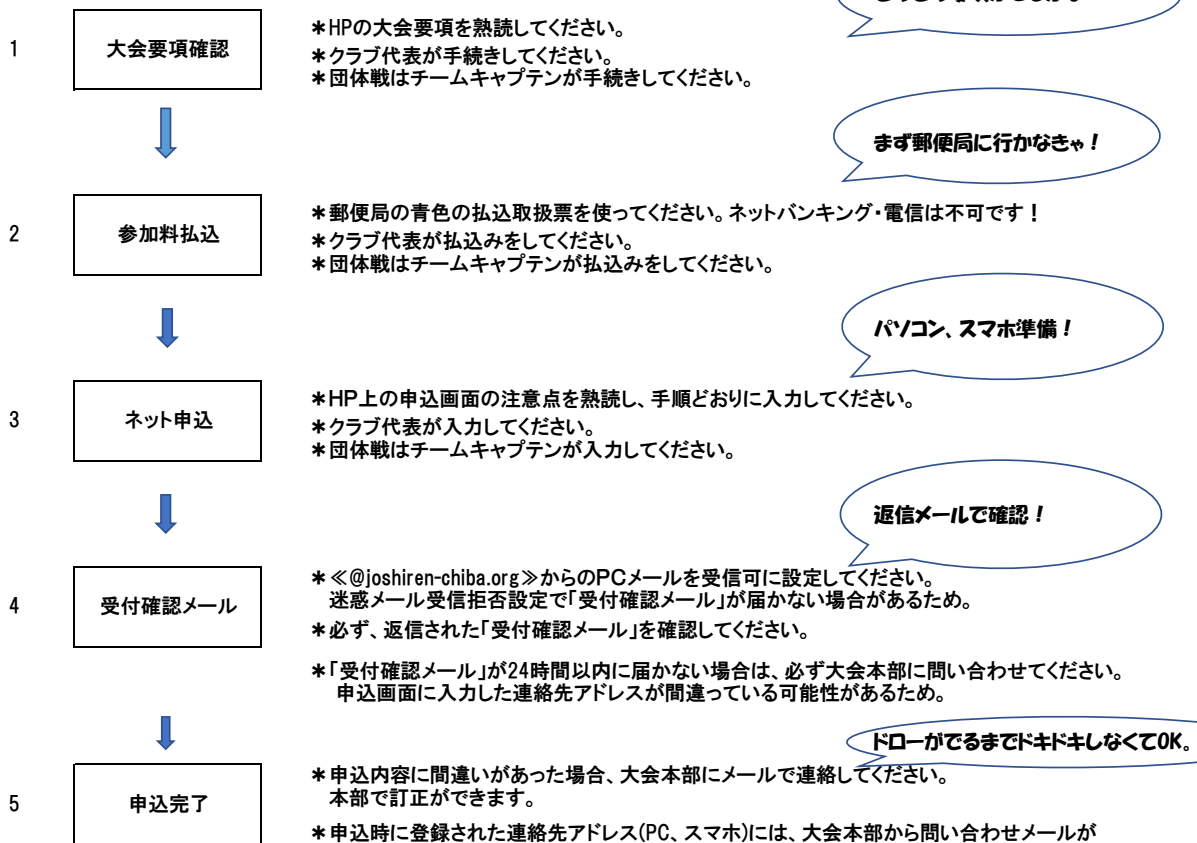 1
大会要項確認
＊HPの大会要項を熟読してください。
＊クラブ代表が手続きしてください。
＊団体戦はチームキャプテンが手続きしてください。
まず郵便局に行かなきゃ！
2
参加料払込
＊郵便局の青色の払込取扱票を使ってください。ネットバンキング・電信は不可です！
＊クラブ代表が払込みをしてください。
＊団体戦はチームキャプテンが払込みをしてください。
パソコン、スマホ準備！
3
ネット申込
＊HP上の申込画面の注意点を熟読し、手順どおりに入力してください。
＊クラブ代表が入力してください。
＊団体戦はチームキャプテンが入力してください。
返信メールで確認！
4
受付確認メール
＊≪@joshiren-chiba.org≫からのPCメールを受信可に設定してください。
迷惑メール受信拒否設定で「受付確認メール」が届かない場合があるため。
＊必ず、返信された「受付確認メール」を確認してください。
＊「受付確認メール」が24時間以内に届かない場合は、必ず大会本部に問い合わせてください。
申込画面に入力した連絡先アドレスが間違っている可能性があるため。
ドローがでるまでドキドキしなくてOK。
5
申込完了
＊申込内容に間違いがあった場合、大会本部にメールで連絡してください。
本部で訂正ができます。
＊申込時に登録された連絡先アドレス(PC、スマホ)には、大会本部から問い合わせメールが